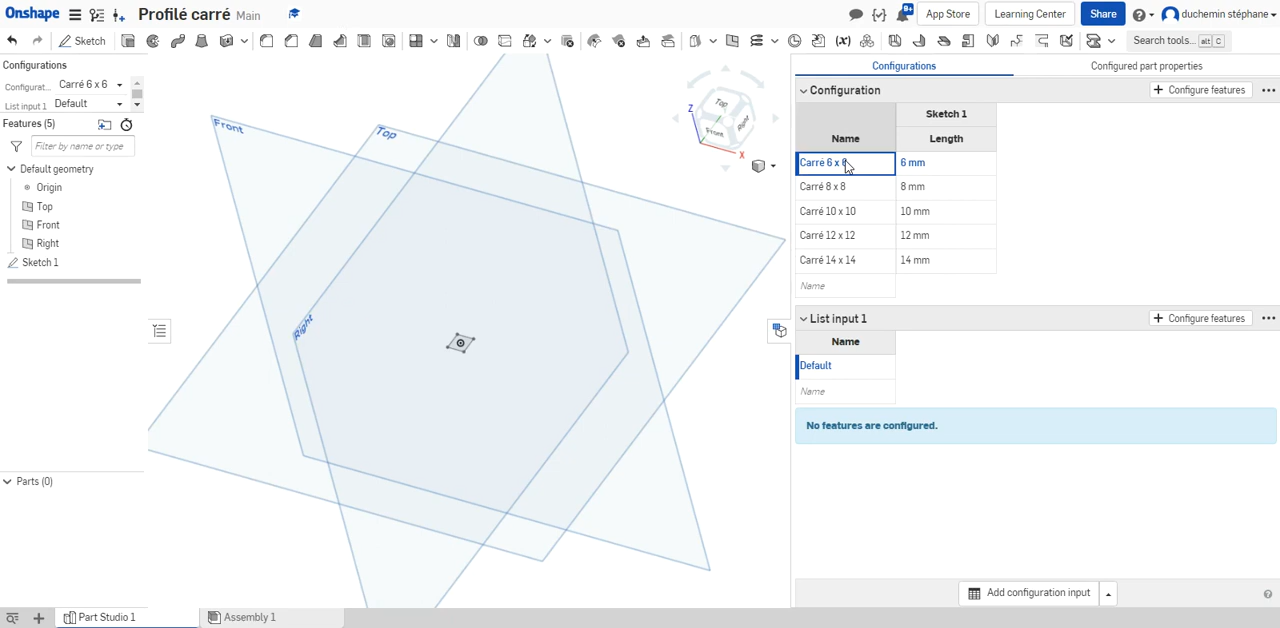 Onshape Profilé carré Main App Store Learning Center Share duchemin stéphane
Sketch Search tools... alt C
Configurations
Configurat... Carré 6 x 6
List input 1 Default
Features (5)
Filter by name or type
Default geometry
Origin
Top
Front
Right
Sketch 1
Parts (0)
Front
Top
Right
Top
Front
Right
Z
X
Configurations Configured part properties
Configuration Configure features
Sketch 1
Name Length
Carré 6 x 6 6 mm
Carré 8 x 8 8 mm
Carré 10 x 10 10 mm
Carré 12 x 12 12 mm
Carré 14 x 14 14 mm
Name
List input 1 Configure features
Name
Default
Name
No features are configured.
Add configuration input
Part Studio 1 Assembly 1